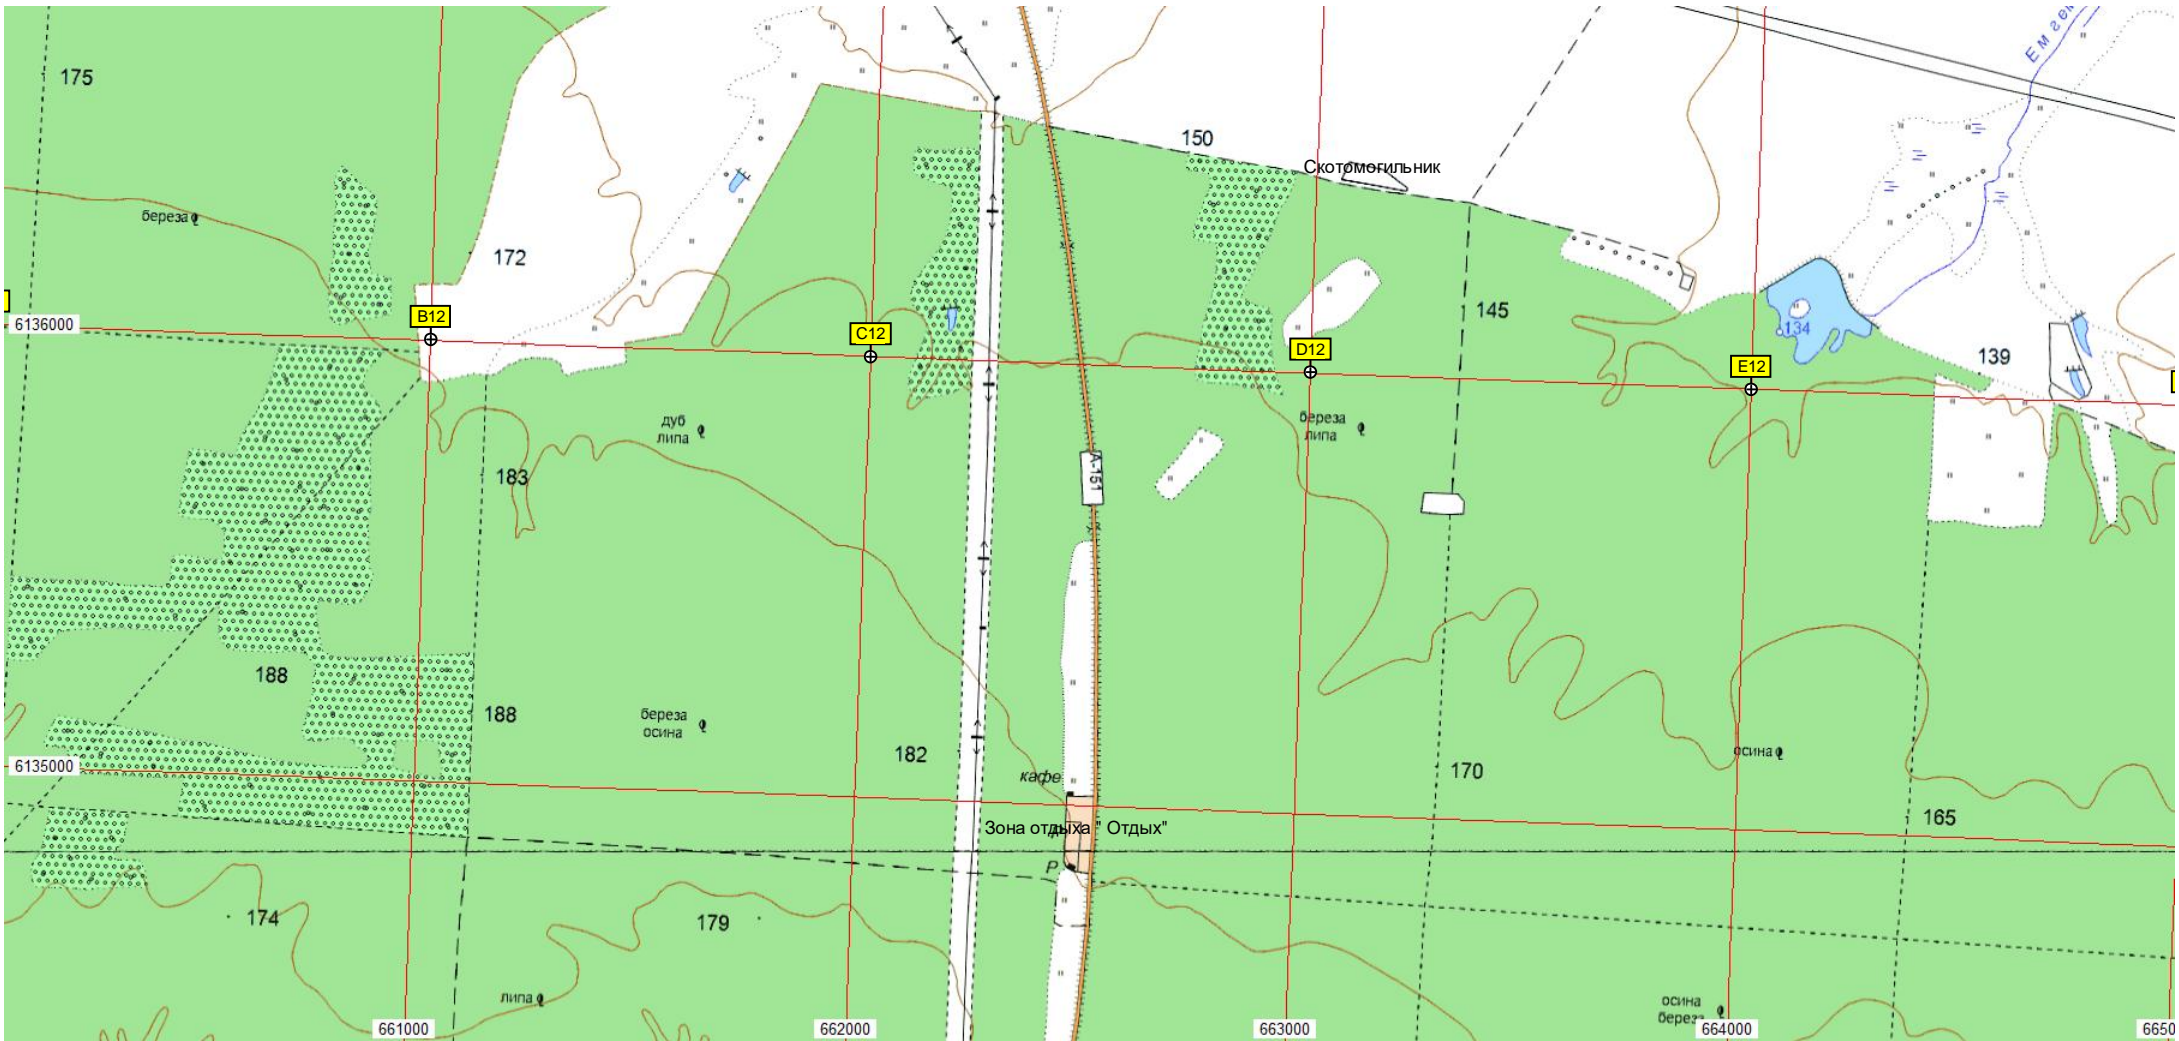 175
Ем зел
150
Скотомогильник
береза
172
145
B12
6136000
C12
134
D12
139
E12
дуб
липа
береза
липа
А-151
183
188
188
береза
осина
182
осина
6135000
кафе
170
165
Зона отдыха " Отдых"
P
174
179
липа
осина
береза
661000
662000
663000
664000
6650